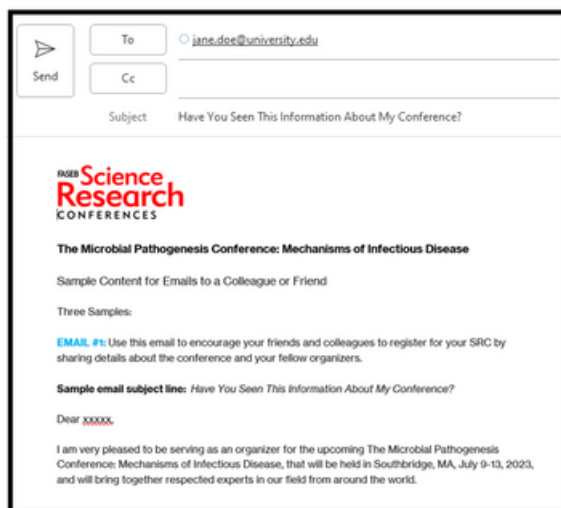 To
jane.doe@university.edu
Send
Cc
Subject
Have You Seen This Information About My Conference?
FASEB Science
Research
CONFERENCES
The Microbial Pathogenesis Conference: Mechanisms of Infectious Disease
Sample Content for Emails to a Colleague or Friend
Three Samples:
EMAIL #1: Use this email to encourage your friends and colleagues to register for your SRC by
sharing details about the conference and your fellow organizers.
Sample email subject line: Have You Seen This Information About My Conference?
Dear xxxxx,
I am very pleased to be serving as an organizer for the upcoming The Microbial Pathogenesis
Conference: Mechanisms of Infectious Disease, that will be held in Southbridge, MA, July 9-13, 2023,
and will bring together respected experts in our field from around the world.